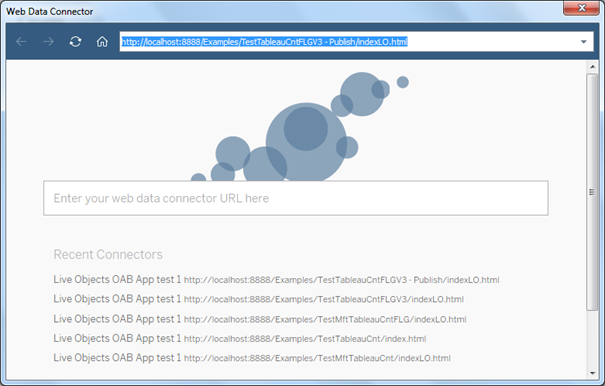 Web Data Connector
http://localhost:8888/Examples/TestTableauCntFLGV3 - Publish/indexLO.html
Enter your web data connector URL here
Recent Connectors
Live Objects OAB App test 1 http://localhost:8888/Examples/TestTableauCntFLGV3 - Publish/indexLO.html
Live Objects OAB App test 1 http://localhost:8888/Examples/TestTableauCntFLGV3/indexLO.html
Live Objects OAB App test 1 http://localhost:8888/Examples/TestMftTableauCntFLG/indexLO.html
Live Objects OAB App test 1 http://localhost:8888/Examples/TestTableauCnt/index.html
Live Objects OAB App test 1 http://localhost:8888/Examples/TestMftTableauCnt/indexLO.html